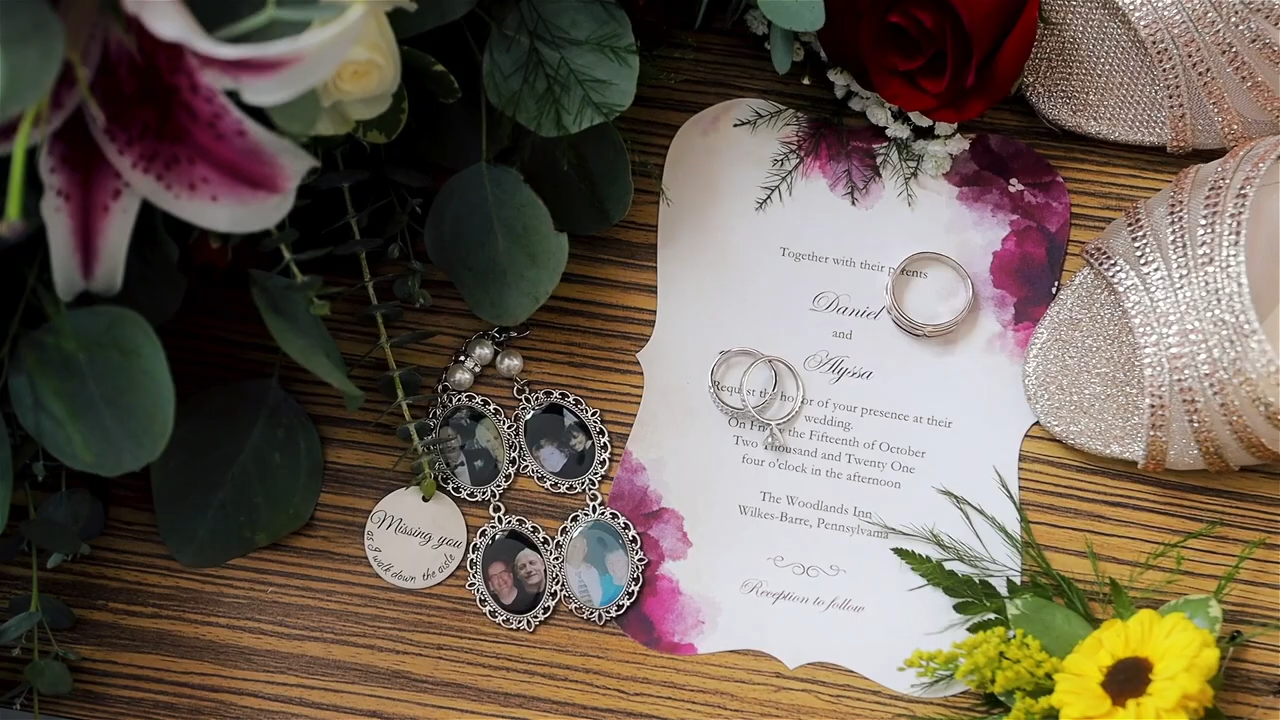 Together with their parents
Daniel
and
Alyssa
Request the honor of your presence at their
wedding.
On Friday the Fifteenth of October
Two Thousand and Twenty One
four o'clock in the afternoon
The Woodlands Inn
Wilkes-Barre, Pennsylvania
Reception to follow
Missing you
as I walk down the aisle